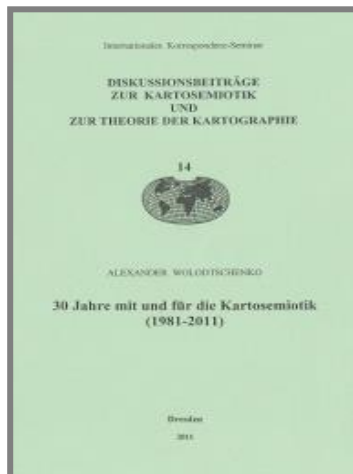 Internationales Korrespondenz-Seminar
DISKUSSIONSBEITRÄGE
ZUR KARTOSEMIOTIK
UND
ZUR THEORIE DER KARTOGRAPHIE
14
ALEXANDER WOLODTSCHENKO
30 Jahre mit und für die Kartosemiotik
(1981-2011)
Dresden
2011